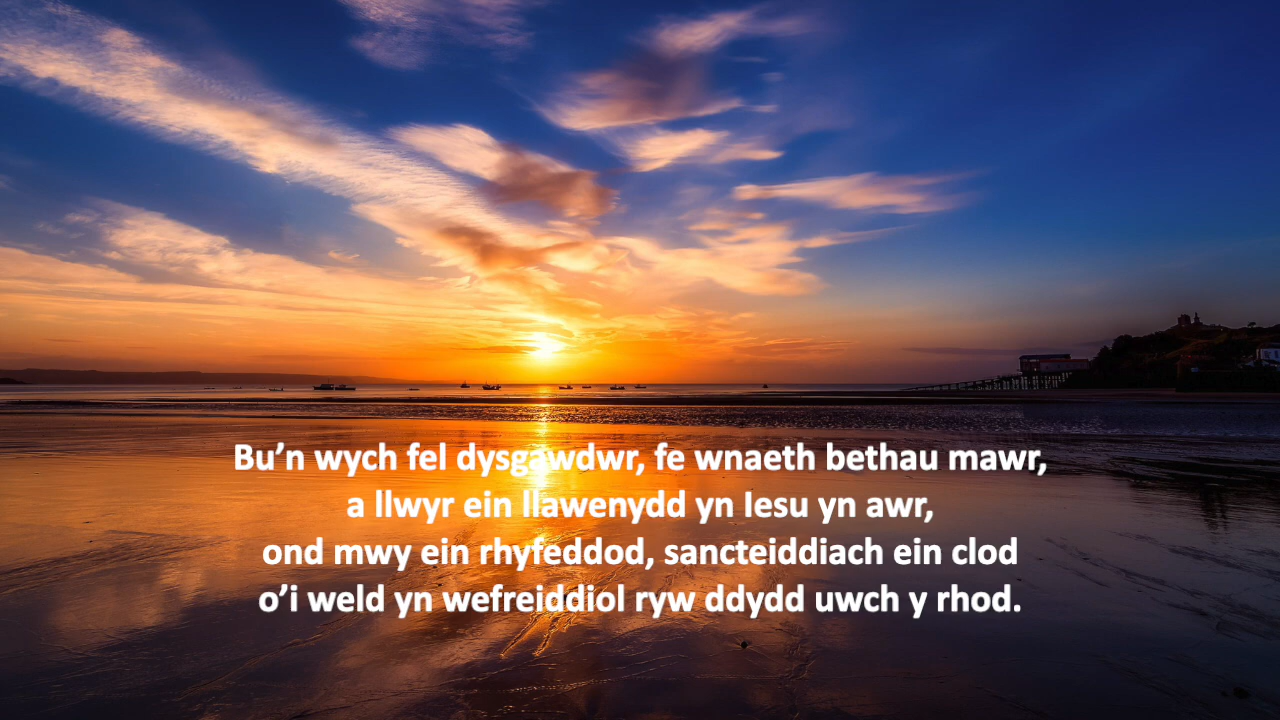 Bu’n wych fel dysgawdwr, fe wnaeth bethau mawr,
a llwyr ein llawenydd yn Iesu yn awr,
ond mwy ein rhyfeddod, sancteiddiach ein clod
o’i weld yn wefreiddiol ryw ddydd uwch y rhod.